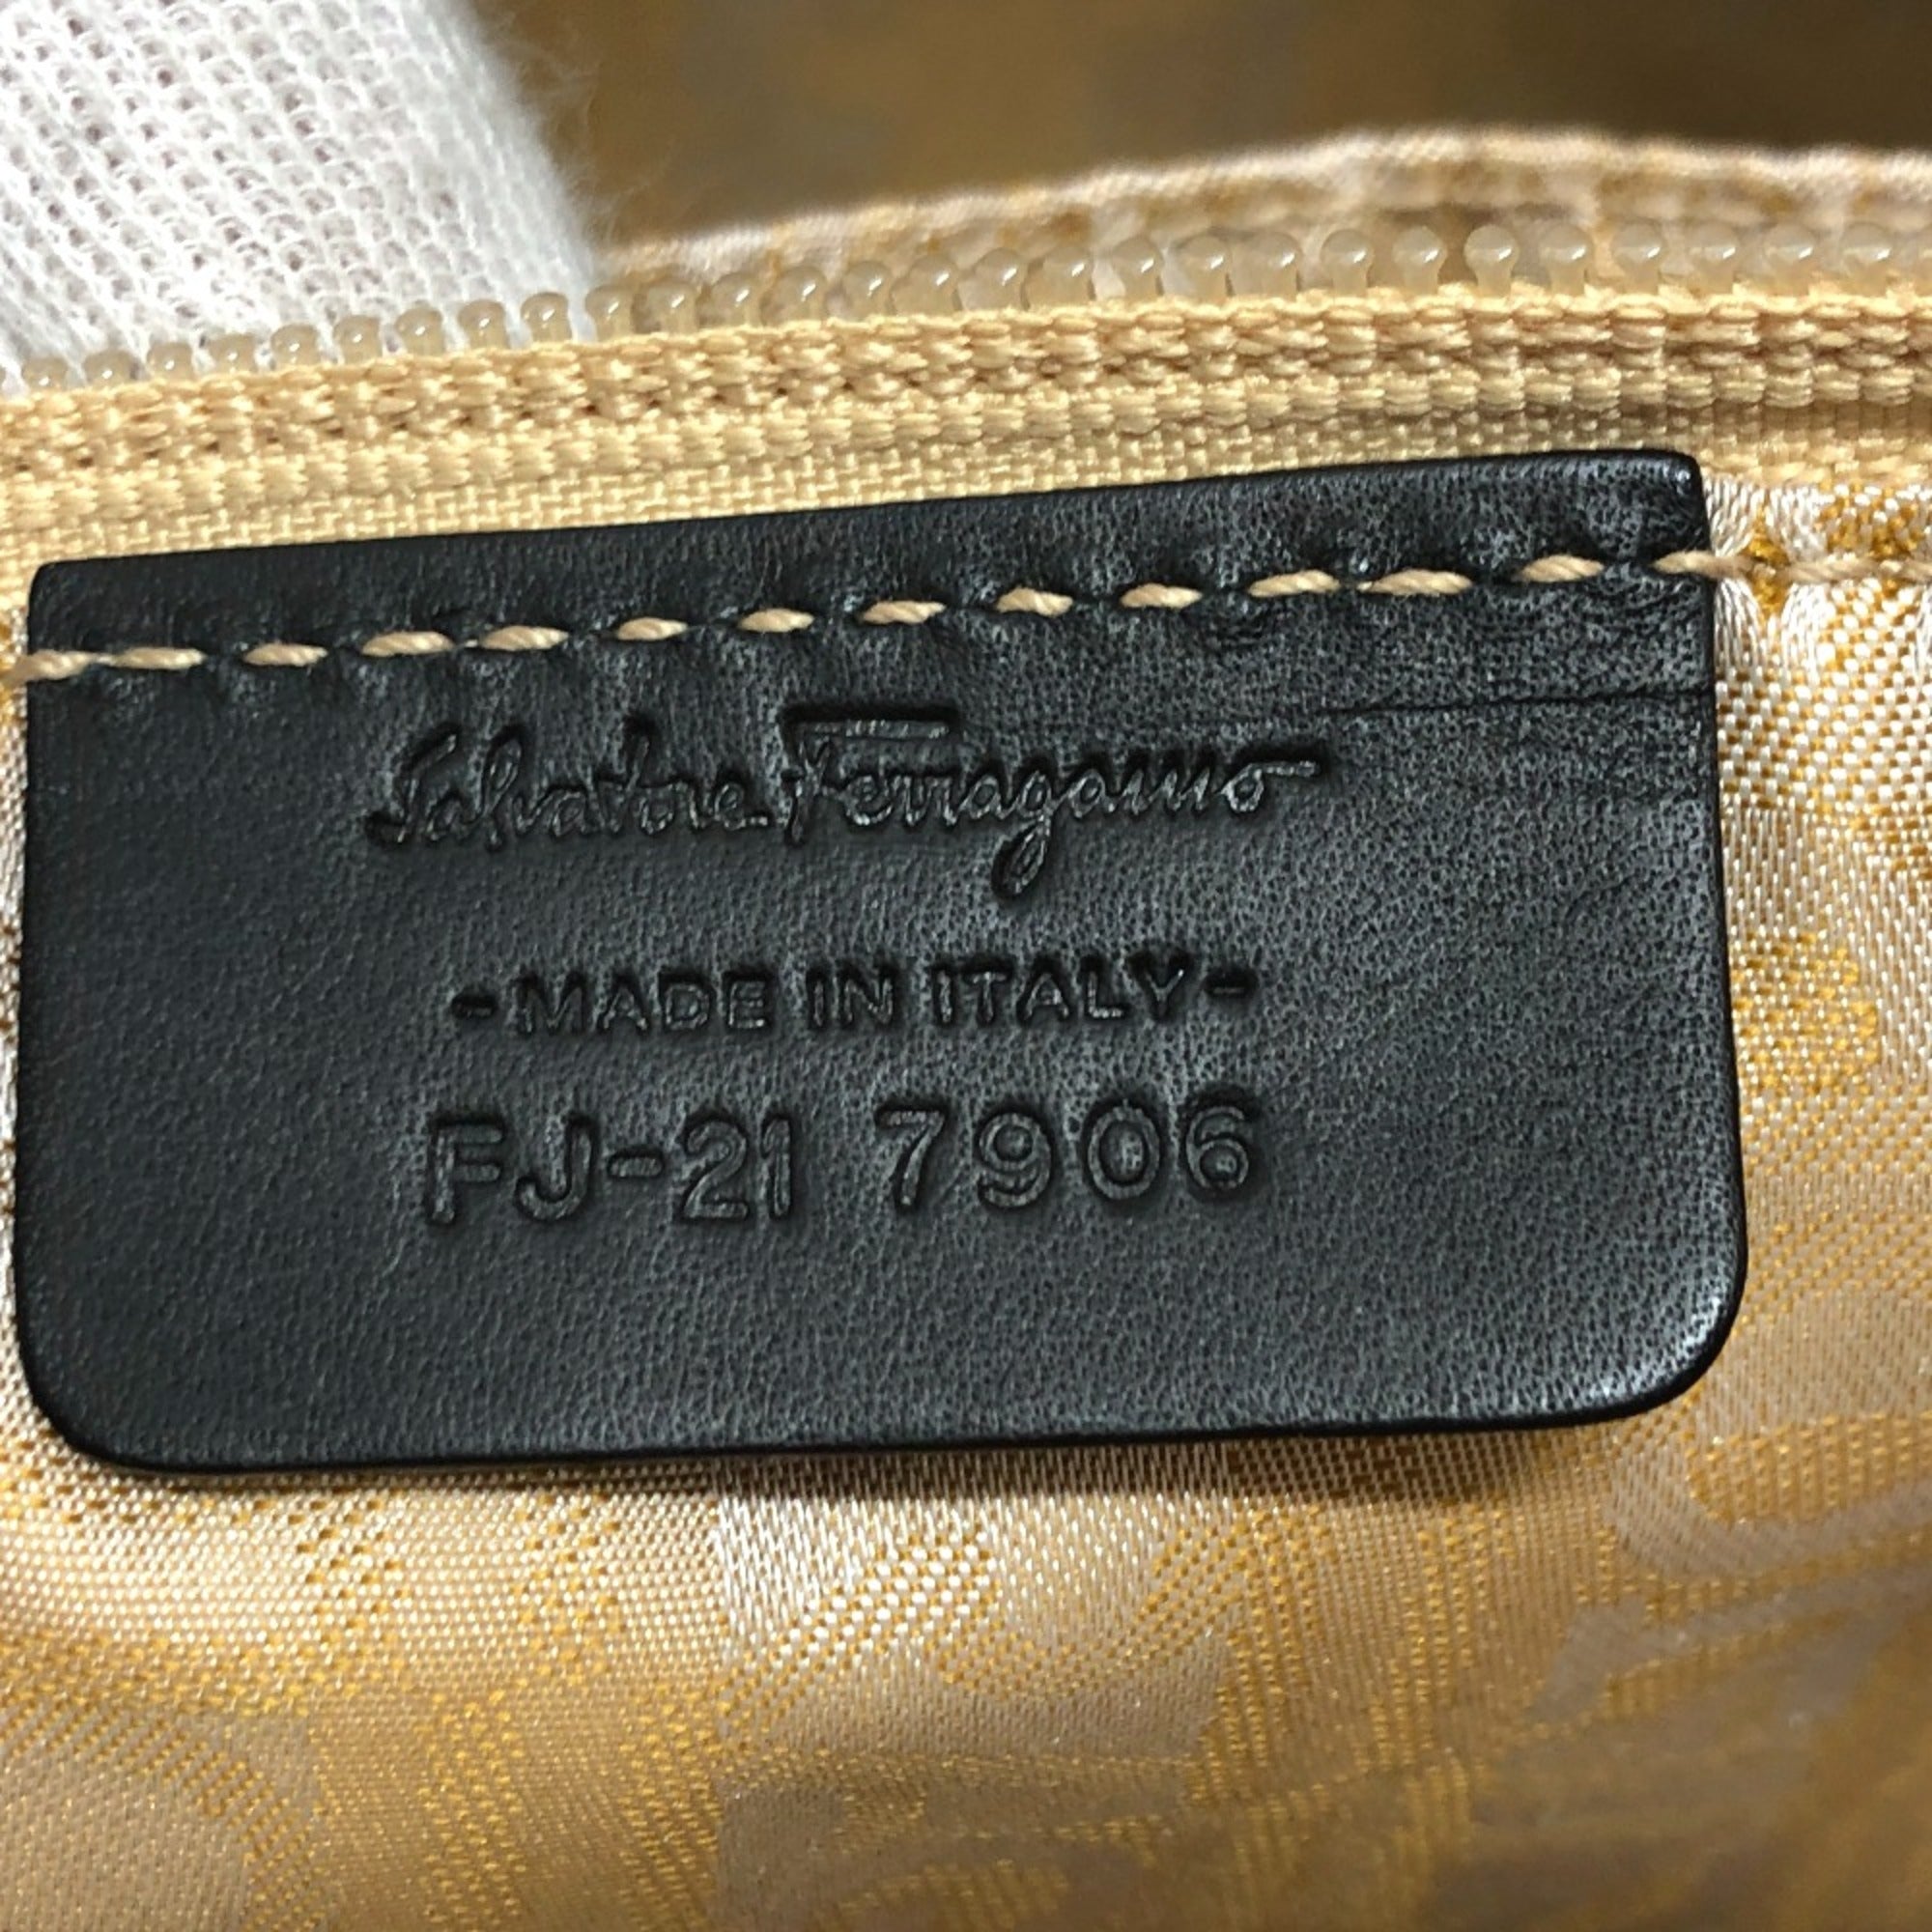 Salvatore Ferragamo
-MADE IN ITALY-
FJ-21 7906